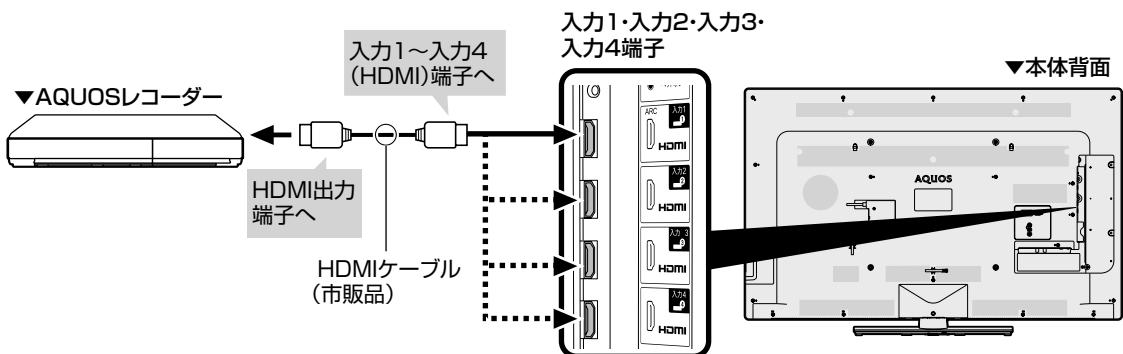 入力1・入力2・入力3・
入力4端子
入力1～入力4
（HDMI）端子へ
▼本体背面
▼AQUOSレコーダー
ARC
入力1
HDMI
入力2
HDMI
入力 3
HDMI
入力4
HDMI
AQUOS
HDMI出力
端子へ
HDMIケーブル
（市販品）